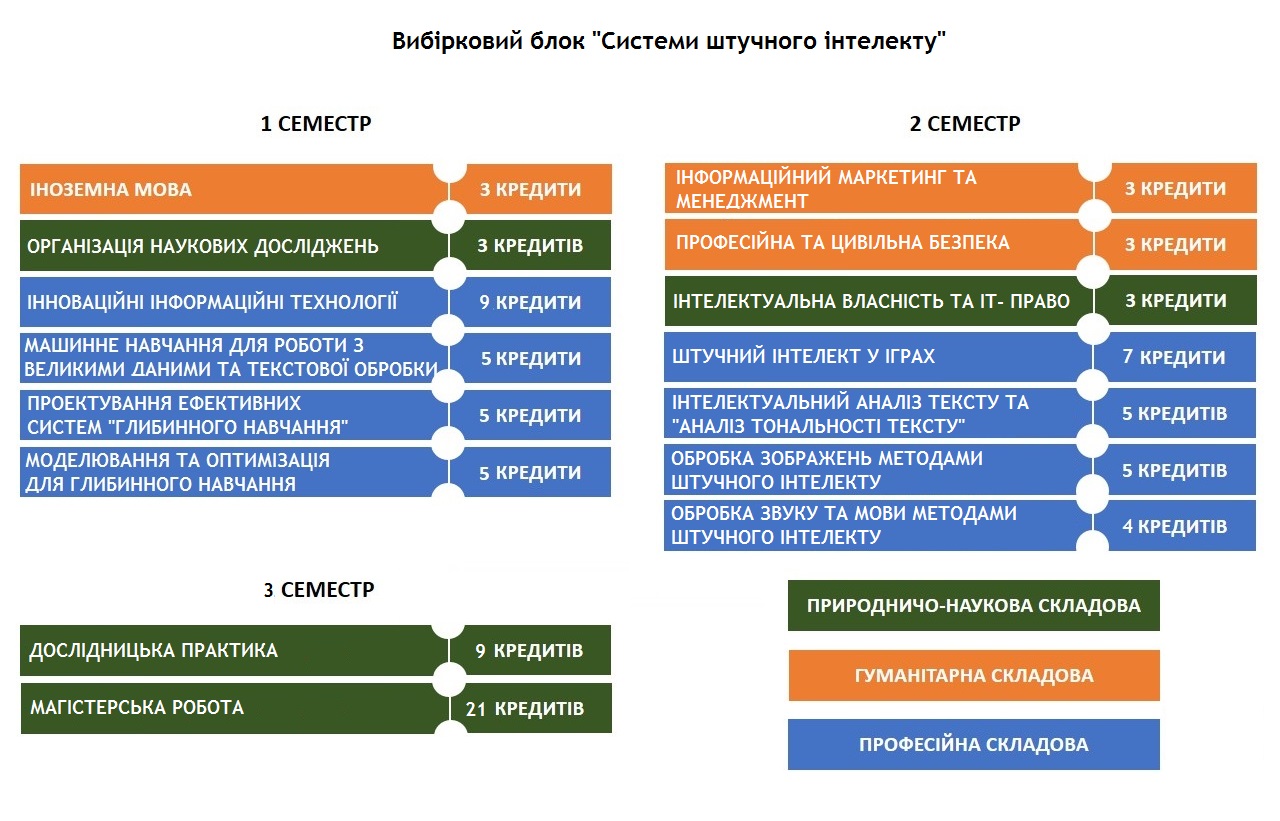 Вибірковий блок "Системи штучного інтелекту"
1 СЕМЕСТР
ІНОЗЕМНА МОВА 3 КРЕДИТИ
ОРГАНІЗАЦІЯ НАУКОВИХ ДОСЛІДЖЕНЬ 3 КРЕДИТІВ
ІННОВАЦІЙНІ ІНФОРМАЦІЙНІ ТЕХНОЛОГІЇ 9 КРЕДИТИ
МАШИННЕ НАВЧАННЯ ДЛЯ РОБОТИ З
ВЕЛИКИМИ ДАНИМИ ТА ТЕКСТОВОЇ ОБРОБКИ
5 КРЕДИТИ
ПРОЕКТУВАННЯ ЕФЕКТИВНИХ
СИСТЕМ "ГЛИБИННОГО НАВЧАННЯ"
5 КРЕДИТИ
МОДЕЛЮВАННЯ ТА ОПТИМІЗАЦІЯ
ДЛЯ ГЛИБИННОГО НАВЧАННЯ
5 КРЕДИТИ
2 СЕМЕСТР
ІНФОРМАЦІЙНИЙ МАРКЕТИНГ ТА
МЕНЕДЖМЕНТ
3 КРЕДИТИ
ПРОФЕСІЙНА ТА ЦИВІЛЬНА БЕЗПЕКА 3 КРЕДИТИ
ІНТЕЛЕКТУАЛЬНА ВЛАСНІСТЬ ТА ІТ- ПРАВО 3 КРЕДИТИ
ШТУЧНИЙ ІНТЕЛЕКТ У ІГРАХ 7 КРЕДИТИ
ІНТЕЛЕКТУАЛЬНИЙ АНАЛІЗ ТЕКСТУ ТА
"АНАЛІЗ ТОНАЛЬНОСТІ ТЕКСТУ"
5 КРЕДИТІВ
ОБРОБКА ЗОБРАЖЕНЬ МЕТОДАМИ
ШТУЧНОГО ІНТЕЛЕКТУ
5 КРЕДИТІВ
ОБРОБКА ЗВУКУ ТА МОВИ МЕТОДАМИ
ШТУЧНОГО ІНТЕЛЕКТУ
4 КРЕДИТІВ
3 СЕМЕСТР
ДОСЛІДНИЦЬКА ПРАКТИКА 9 КРЕДИТІВ
МАГІСТЕРСЬКА РОБОТА 21 КРЕДИТІВ
ПРИРОДНИЧО-НАУКОВА СКЛАДОВА
ГУМАНІТАРНА СКЛАДОВА
ПРОФЕСІЙНА СКЛАДОВА